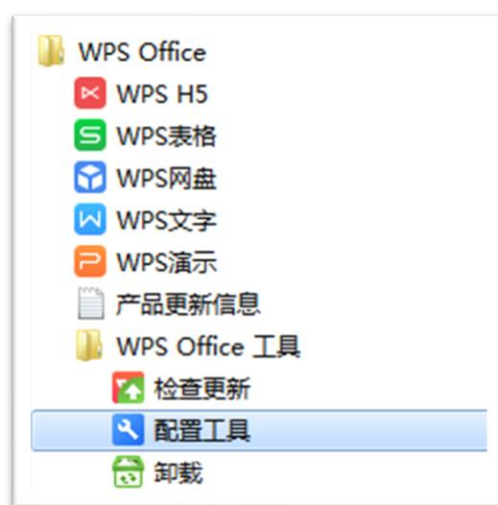 WPS Office
WPS H5
WPS表格
WPS网盘
WPS文字
WPS演示
产品更新信息
WPS Office 工具
检查更新
配置工具
卸载